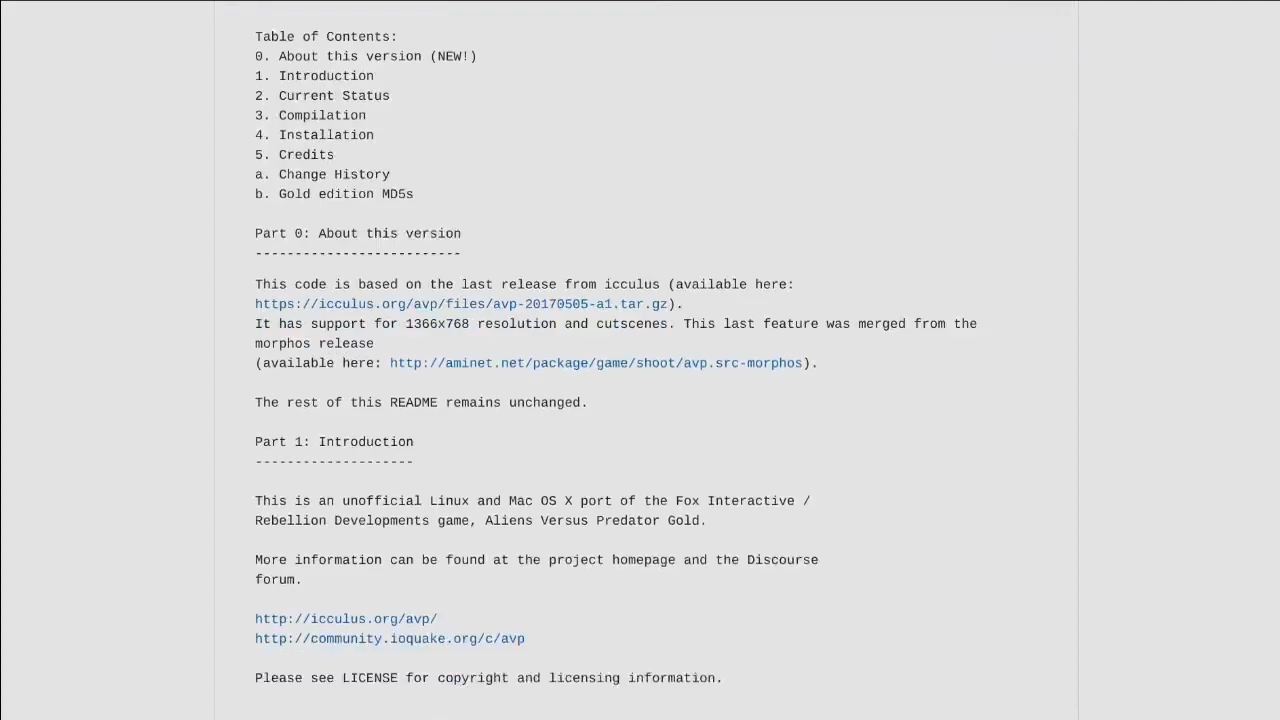 Table of Contents:
0. About this version (NEW!)
1. Introduction
2. Current Status
3. Compilation
4. Installation
5. Credits
a. Change History
b. Gold edition MD5s
Part 0: About this version
--------------------------
This code is based on the last release from icculus (available here:
https://icculus.org/avp/files/avp-20170505-a1.tar.gz).
It has support for 1366x768 resolution and cutscenes. This last feature was merged from the
morphos release
(available here: http://aminet.net/package/game/shoot/avp.src-morphos).
The rest of this README remains unchanged.
Part 1: Introduction
--------------------
This is an unofficial Linux and Mac OS X port of the Fox Interactive /
Rebellion Developments game, Aliens Versus Predator Gold.
More information can be found at the project homepage and the Discourse
forum.
http://icculus.org/avp/
http://community.ioquake.org/c/avp
Please see LICENSE for copyright and licensing information.